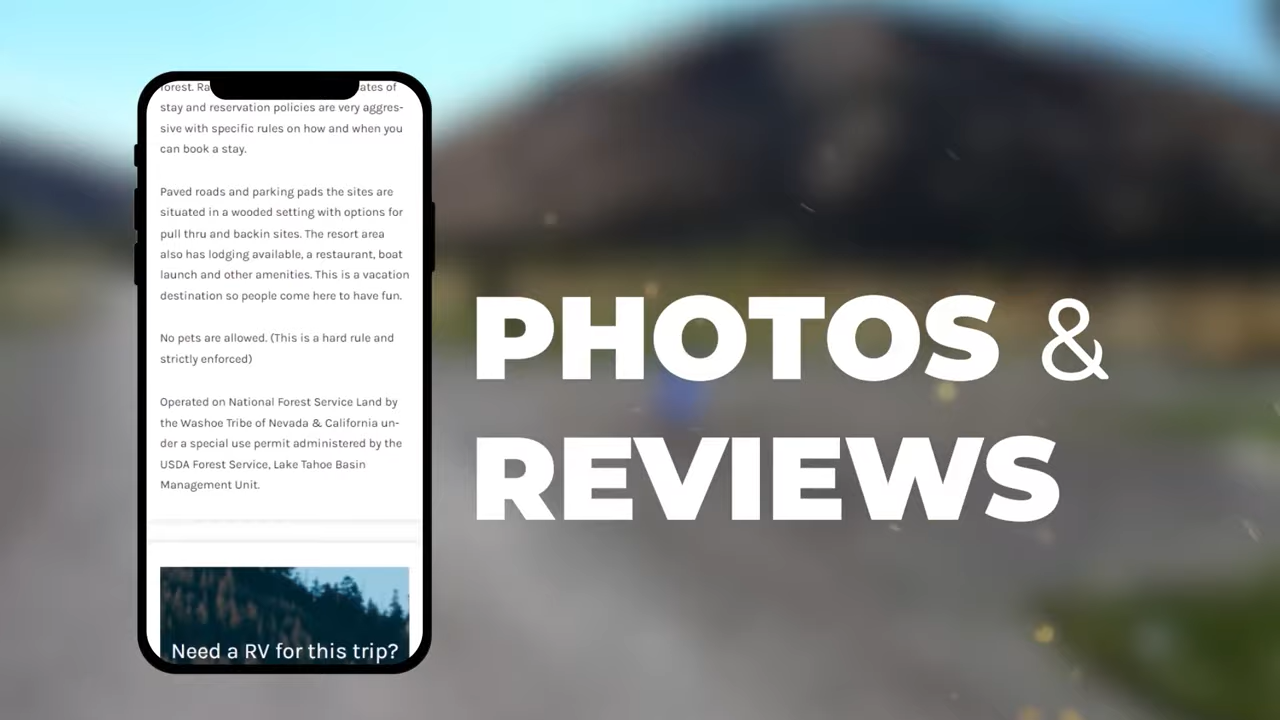 forest. Ra
ates of
stay and reservation policies are very aggres-
sive with specific rules on how and when you
can book a stay.
Paved roads and parking pads the sites are
situated in a wooded setting with options for
pull thru and backin sites. The resort area
also has lodging available, a restaurant, boat
launch and other amenities. This is a vacation
destination so people come here to have fun.
No pets are allowed. (This is a hard rule and
strictly enforced)
Operated on National Forest Service Land by
the Washoe Tribe of Nevada & California un-
der a special use permit administered by the
USDA Forest Service, Lake Tahoe Basin
Management Unit.
Need a RV for this trip?
PHOTOS &
REVIEWS